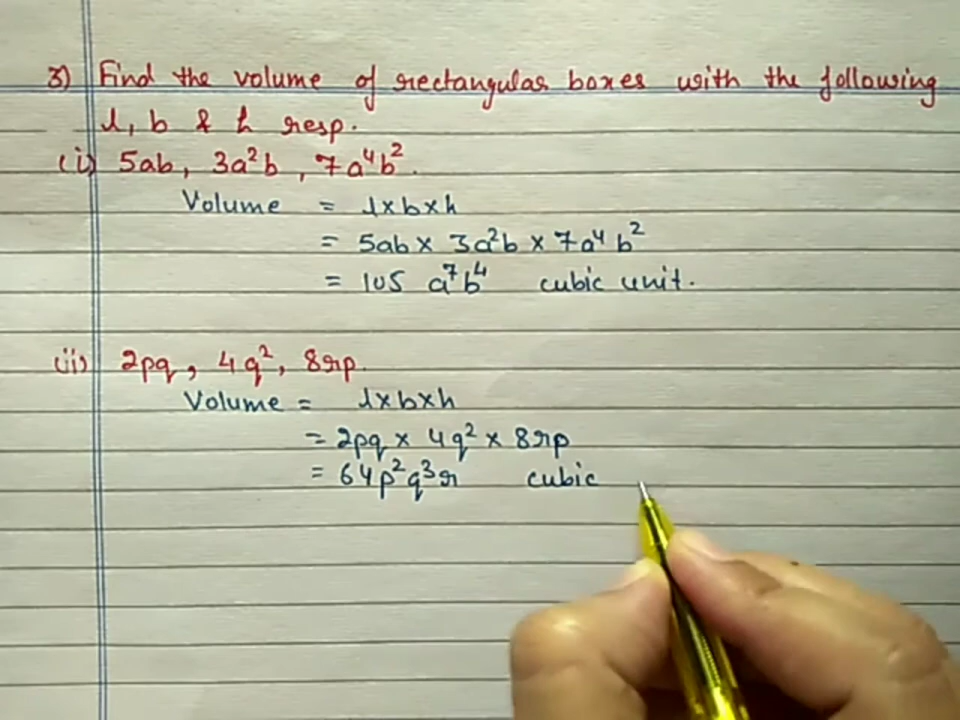 3) Find the volume of rectangular boxes with the following
l, b & h resp.
(i) 5ab, 3a²b, 7a⁴b².
Volume = l×b×h
= 5ab × 3a²b × 7a⁴b²
= 105 a⁷b⁴ cubic unit.
(ii) 2pq, 4q², 8rp.
Volume = l×b×h
= 2pq × 4q² × 8rp
= 64p²q³r cubic